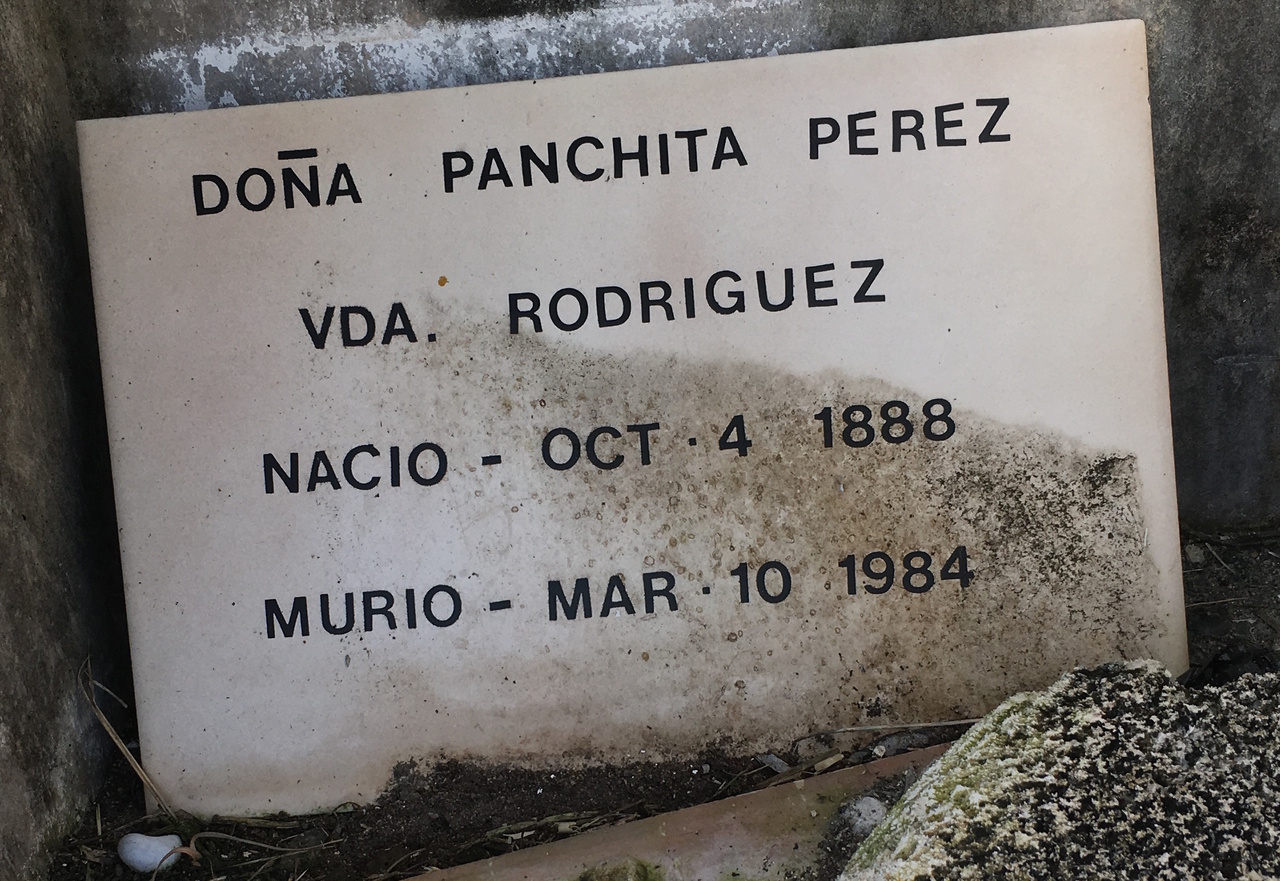 DOÑA PANCHITA PEREZ
VDA. RODRIGUEZ
NACIO - OCT · 4 1888
MURIO - MAR · 10 1984